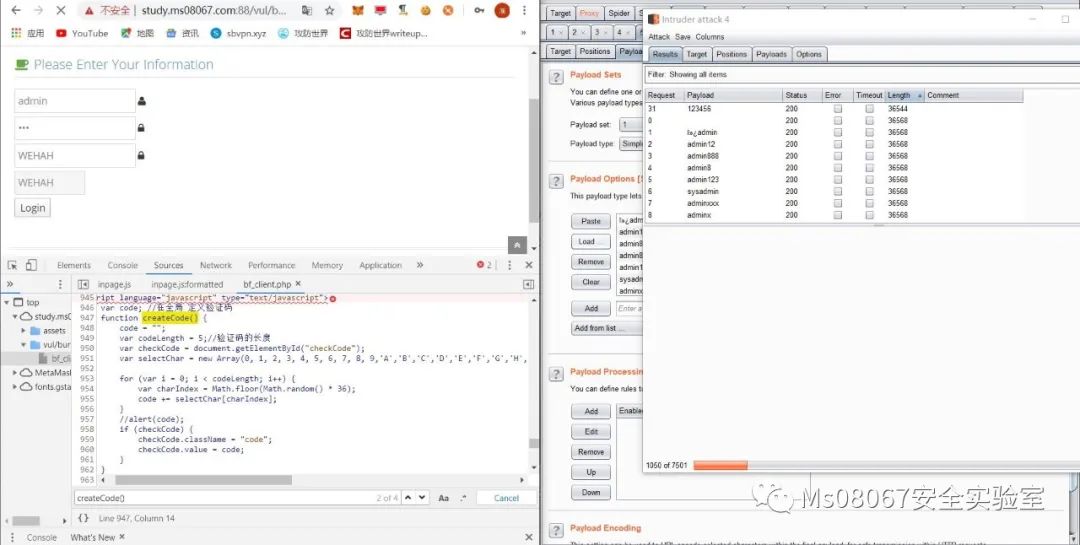 不安全 | study.ms08067.com:88/vul/b...
应用 YouTube 地图 资讯 sbvpn.xyz 攻防世界 攻防世界writeup... »
Please Enter Your Information
admin
•••
WEHAH
WEHAH
Login
Elements Console Sources Network Performance Memory Application » 2
» inpage.js inpage.js:formatted bf_client.php ×
top
study.ms0
assets
vul/bur
bf_cl
MetaMask
fonts.gsta
945 ript language="javascript" type="text/javascript">
946 var code; //在全局 定义验证码
947 function createCode() {
948 code = "";
949 var codeLength = 5;//验证码的长度
950 var checkCode = document.getElementById("checkCode");
951 var selectChar = new Array(0, 1, 2, 3, 4, 5, 6, 7, 8, 9,'A','B','C','D','E','F','G','H',
952
953 for (var i = 0; i < codeLength; i++) {
954 var charIndex = Math.floor(Math.random() * 36);
955 code += selectChar[charIndex];
956 }
957 //alert(code);
958 if (checkCode) {
959 checkCode.className = "code";
960 checkCode.value = code;
961 }
962 }
963
createCode() 2 of 4 Aa .* Cancel
{} Line 947, Column 14
Console What's New ×
Target Proxy Spider
1 × 2 × 3 × 4 ×
Target Positions Payloa
? Payload Sets
You can define one or
Various payload types
Payload set: 1
Payload type: Simple
? Payload Options [S
This payload type lets
Paste
Load ...
Remove
Clear
Add
ï»¿adm
admin1
admin8
admin8
admin1
sysadm
adminx
Enter a
Add from list ...
? Payload Processing
You can define rules to
Add
Edit
Remove
Up
Down
Enable
? Payload Encoding
Intruder attack 4
Attack Save Columns
Results Target Positions Payloads Options
Filter: Showing all items
Request Payload Status Error Timeout Length Comment
31 123456 200 36544
0 200 36568
1 ï»¿admin 200 36568
2 admin12 200 36568
3 admin888 200 36568
4 admin8 200 36568
5 admin123 200 36568
6 sysadmin 200 36568
7 adminxxx 200 36568
8 adminx 200 36568
1050 of 7501
Ms08067安全实验室